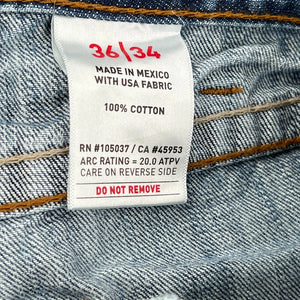 36/34
MADE IN MEXICO
WITH USA FABRIC
100% COTTON
RN #105037 / CA #45953
ARC RATING = 20.0 ATPV
CARE ON REVERSE SIDE
DO NOT REMOVE